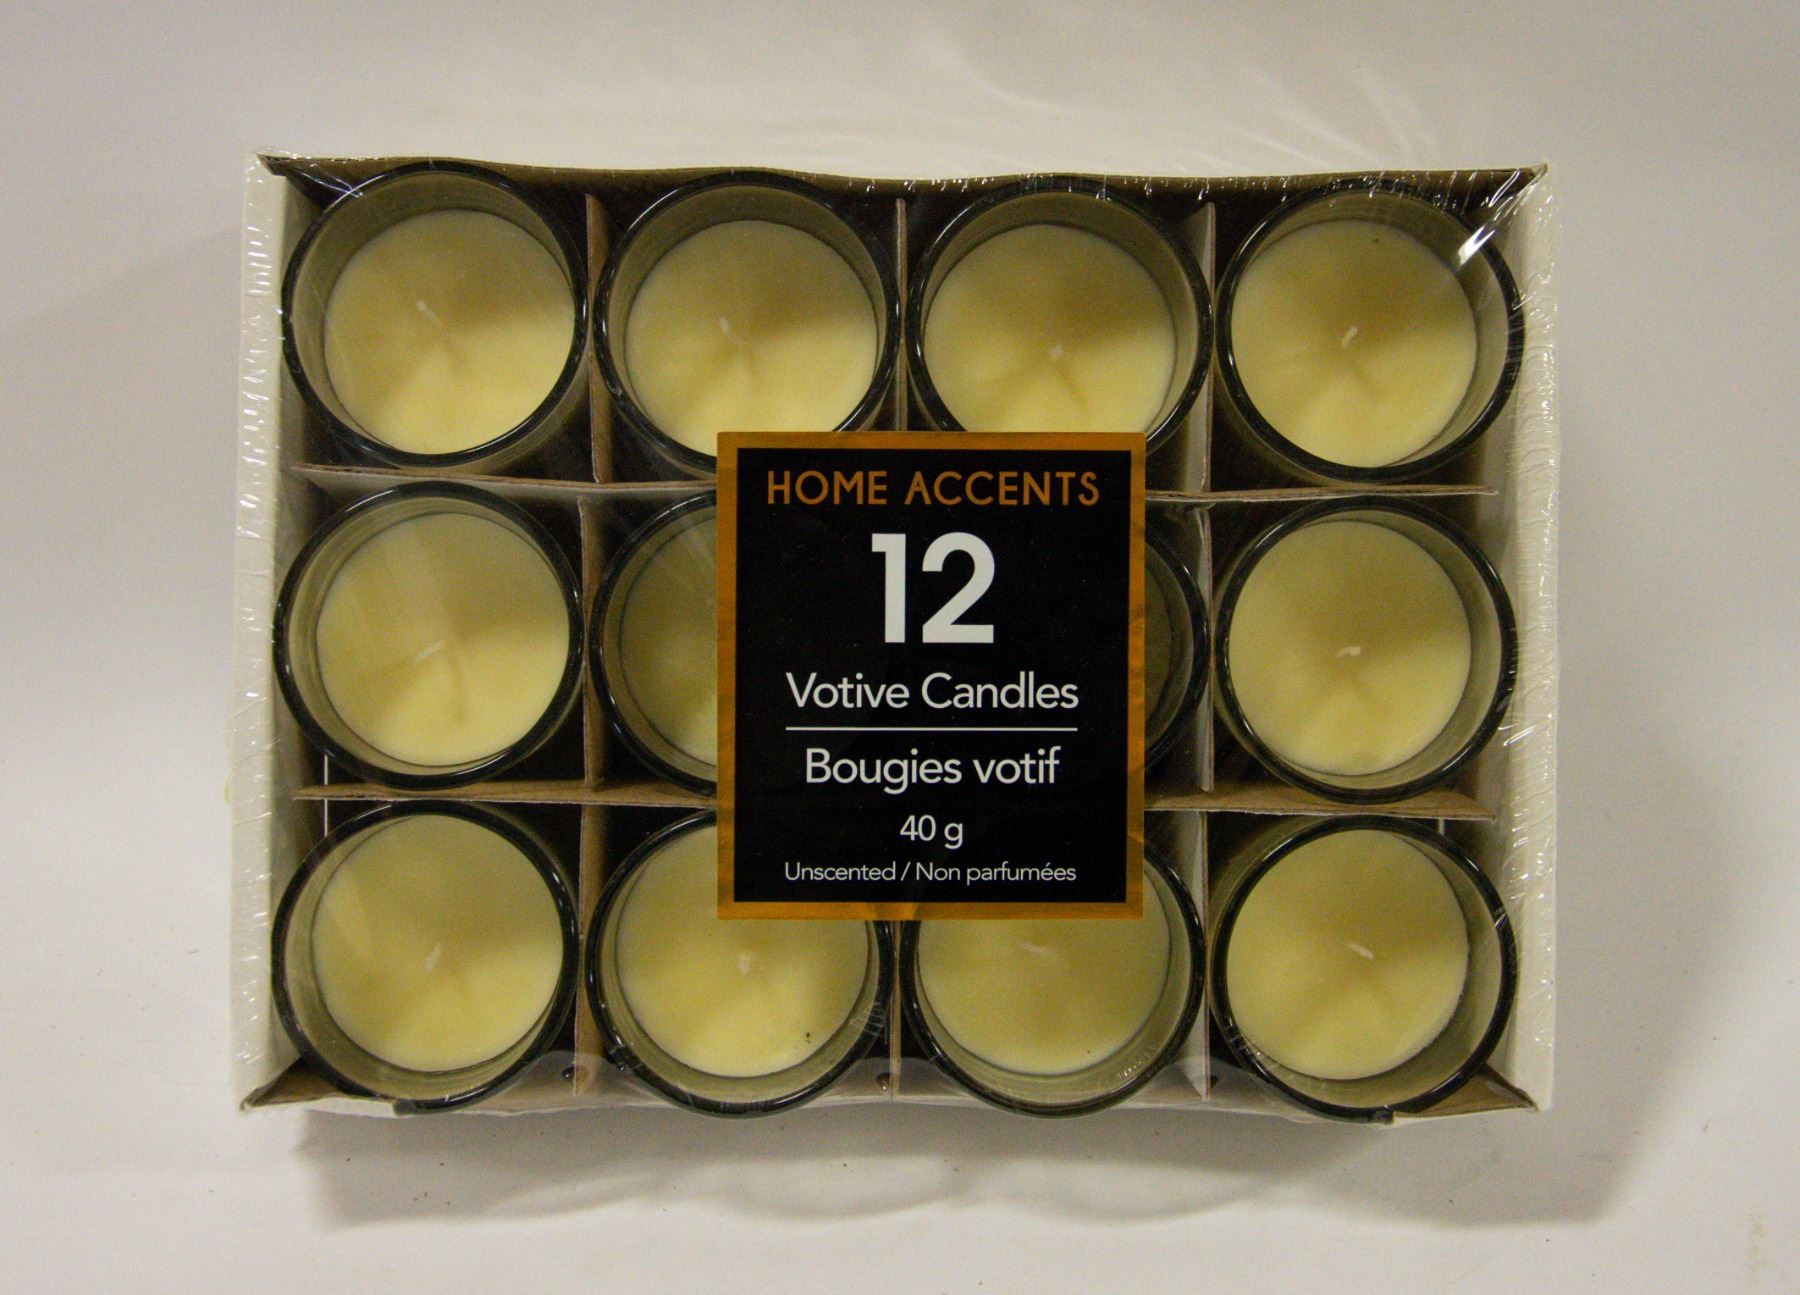 HOME ACCENTS
12
Votive Candles
Bougies votif
40 g
Unscented / Non parfumées